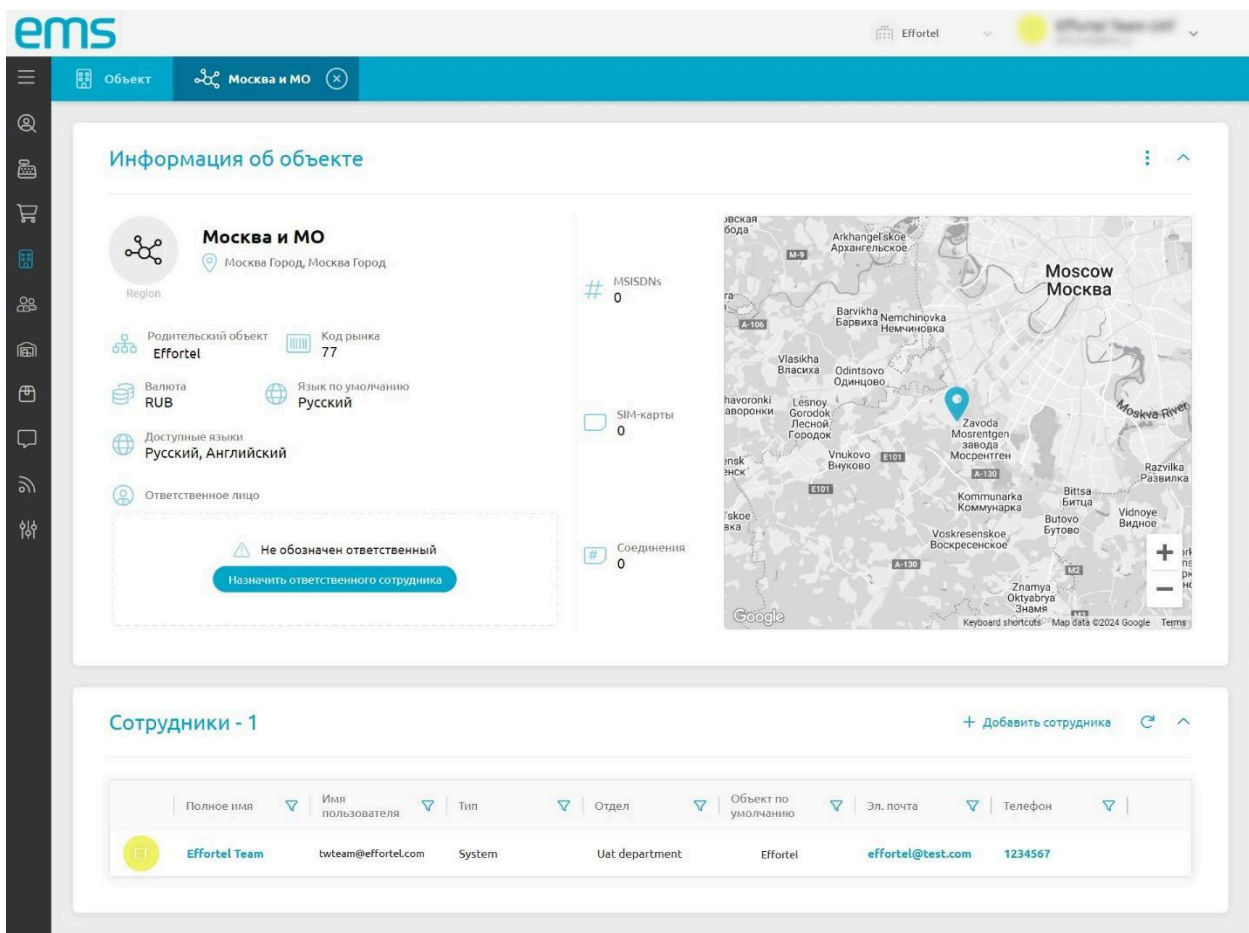 ems
Effortel
Объект
Москва и МО
Информация об объекте
Москва и МО
Москва Город, Москва Город
Region
Родительский объект
Effortel
Код рынка
77
Валюта
RUB
Язык по умолчанию
Русский
Доступные языки
Русский, Английский
Ответственное лицо
Не обозначен ответственный
Назначить ответственного сотрудника
MSISDNs
0
SIM-карты
0
Соединения
0
Arkhangel'skoe
Архангельское
M-9
Moscow
Москва
A-106
Barvikha
Барвиха
Nemchinovka
Немчиновка
Vlasikha
Власиха
Odintsovo
Одинцово
Lesnoy
Gorodok
Лесной
Городок
Moskva River
Zavoda
Mosrentgen
завода
Мосрентген
Vnukovo
Внуково
E101
A-130
Razvilka
Развилка
E101
Kommunarka
Коммунарка
Bittsa
Битца
Butovo
Бутово
Vidnoye
Видное
Voskresenskoe
Воскресенское
A-130
M2
Znamya
Oktyabrya
Знамя
M2
Google
Keyboard shortcuts
Map data ©2024 Google
Terms
Сотрудники - 1
+ Добавить сотрудника
Полное имя
Имя
пользователя
Тип
Отдел
Объект по
умолчанию
Эл. почта
Телефон
ET
Effortel Team
twteam@effortel.com
System
Uat department
Effortel
effortel@test.com
1234567